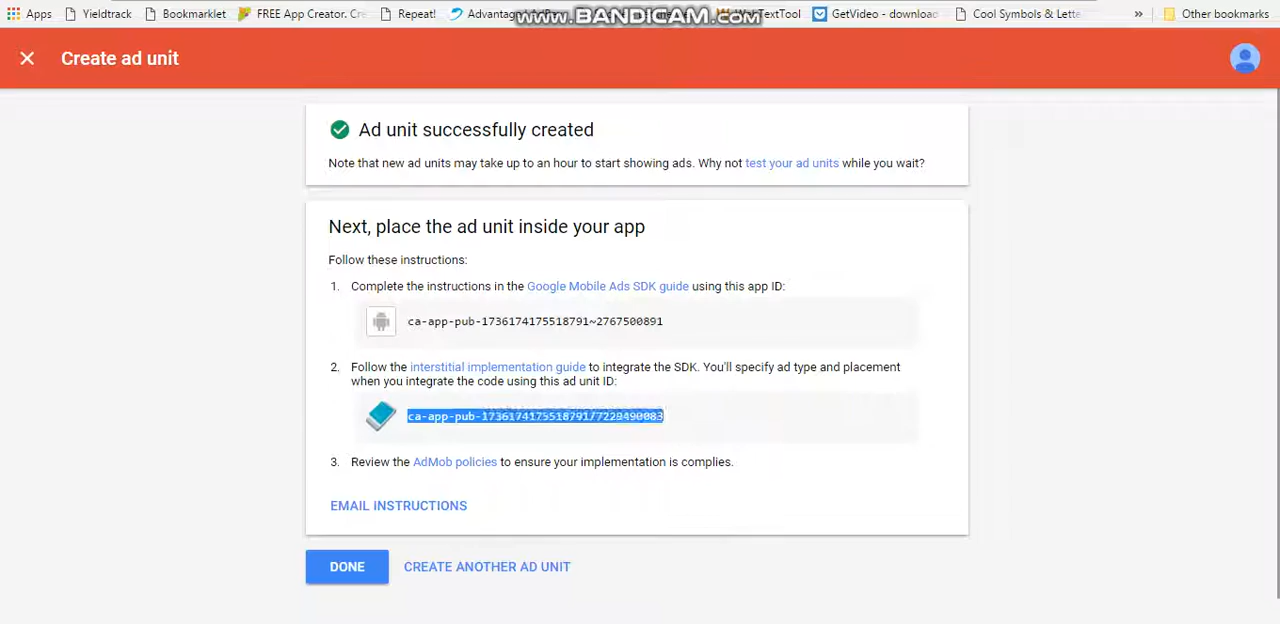 Apps Yieldtrack Bookmarklet FREE App Creator. Cre Repeat! Other bookmarks
www.BANDICAM.com
GetVideo - download Cool Symbols & Lette » 
Create ad unit
Ad unit successfully created
Note that new ad units may take up to an hour to start showing ads. Why not test your ad units while you wait?
Next, place the ad unit inside your app
Follow these instructions:
1. Complete the instructions in the Google Mobile Ads SDK guide using this app ID:
ca-app-pub-1736174175518791~2767500891
2. Follow the interstitial implementation guide to integrate the SDK. You'll specify ad type and placement
when you integrate the code using this ad unit ID:
ca-app-pub-1736174175518791/7229490083
3. Review the AdMob policies to ensure your implementation is complies.
EMAIL INSTRUCTIONS
DONE CREATE ANOTHER AD UNIT